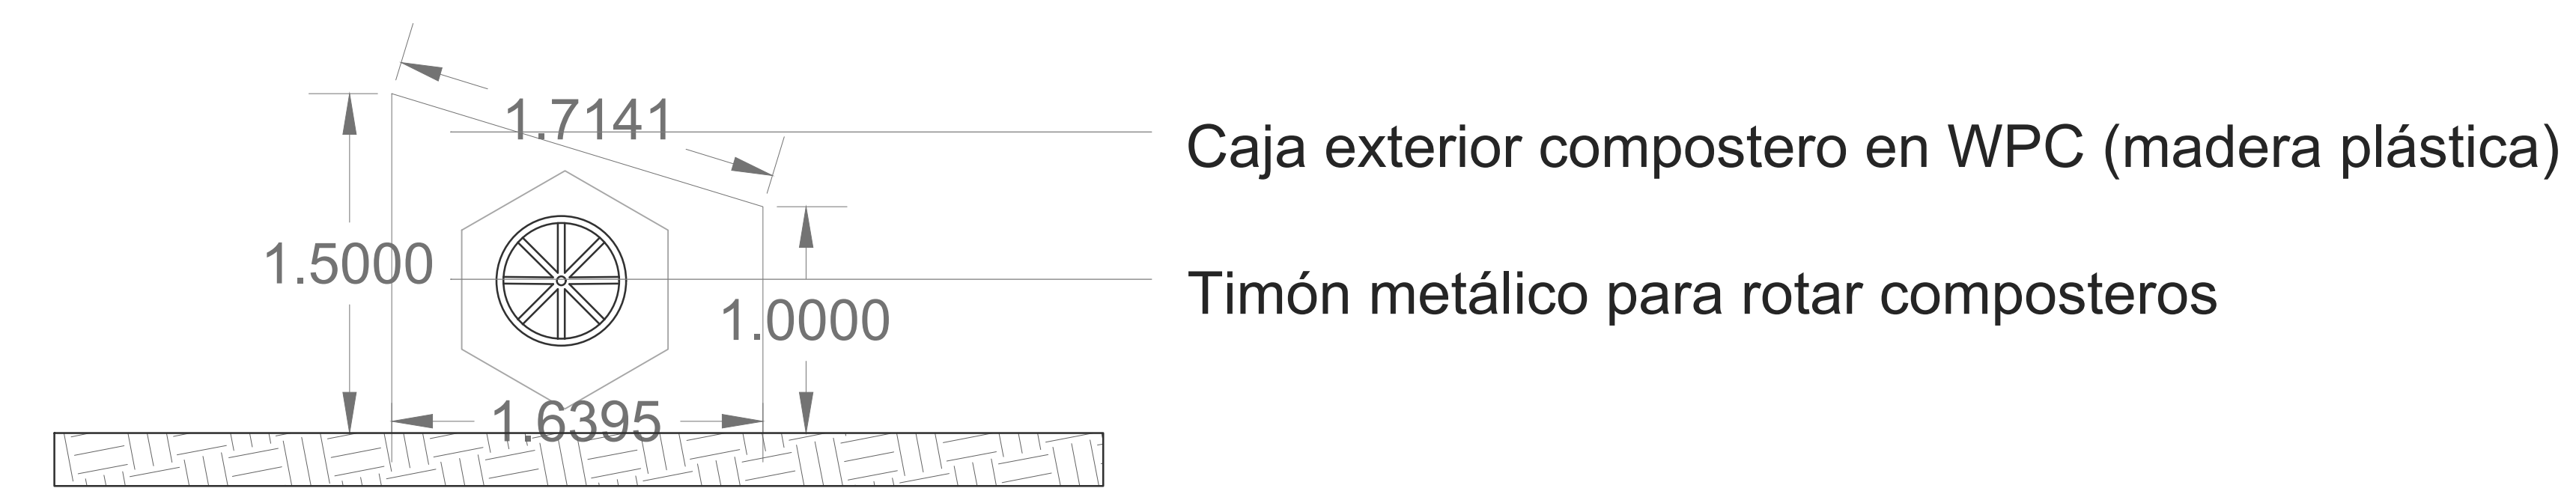 1.7141
Caja exterior compostero en WPC (madera plástica)
1.5000
Timón metálico para rotar composteros
1.0000
1.6395